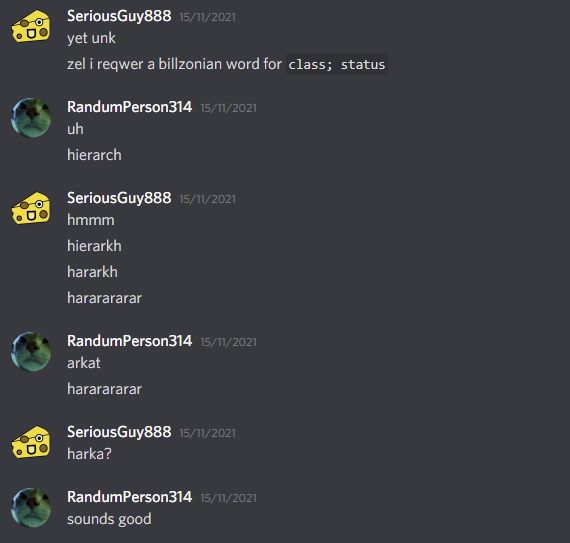 SeriousGuy888 15/11/2021
yet unk
zel i reqwer a billzonian word for class; status
RandumPerson314 15/11/2021
uh
hierarch
SeriousGuy888 15/11/2021
hmmm
hierarkh
hararkh
harararar
RandumPerson314 15/11/2021
arkat
harararar
SeriousGuy888 15/11/2021
harka?
RandumPerson314 15/11/2021
sounds good